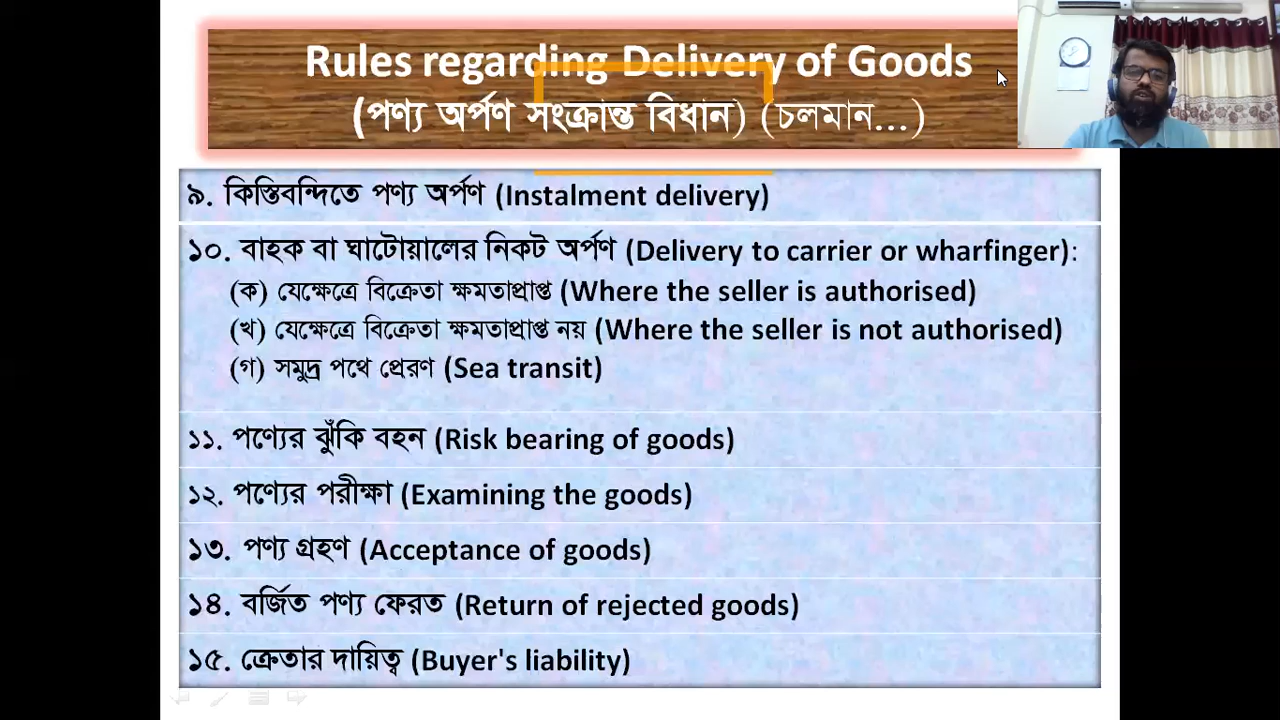 Rules regarding Delivery of Goods
(পণ্য অর্পণ সংক্রান্ত বিধান) (চলমান...)
৯. কিস্তিবন্দিতে পণ্য অর্পণ (Instalment delivery)
১০. বাহক বা ঘাটোয়ালের নিকট অর্পণ (Delivery to carrier or wharfinger):
(ক) যেক্ষেত্রে বিক্রেতা ক্ষমতাপ্রাপ্ত (Where the seller is authorised)
(খ) যেক্ষেত্রে বিক্রেতা ক্ষমতাপ্রাপ্ত নয় (Where the seller is not authorised)
(গ) সমুদ্র পথে প্রেরণ (Sea transit)
১১. পণ্যের ঝুঁকি বহন (Risk bearing of goods)
১২. পণ্যের পরীক্ষা (Examining the goods)
১৩. পণ্য গ্রহণ (Acceptance of goods)
১৪. বর্জিত পণ্য ফেরত (Return of rejected goods)
১৫. ক্রেতার দায়িত্ব (Buyer's liability)